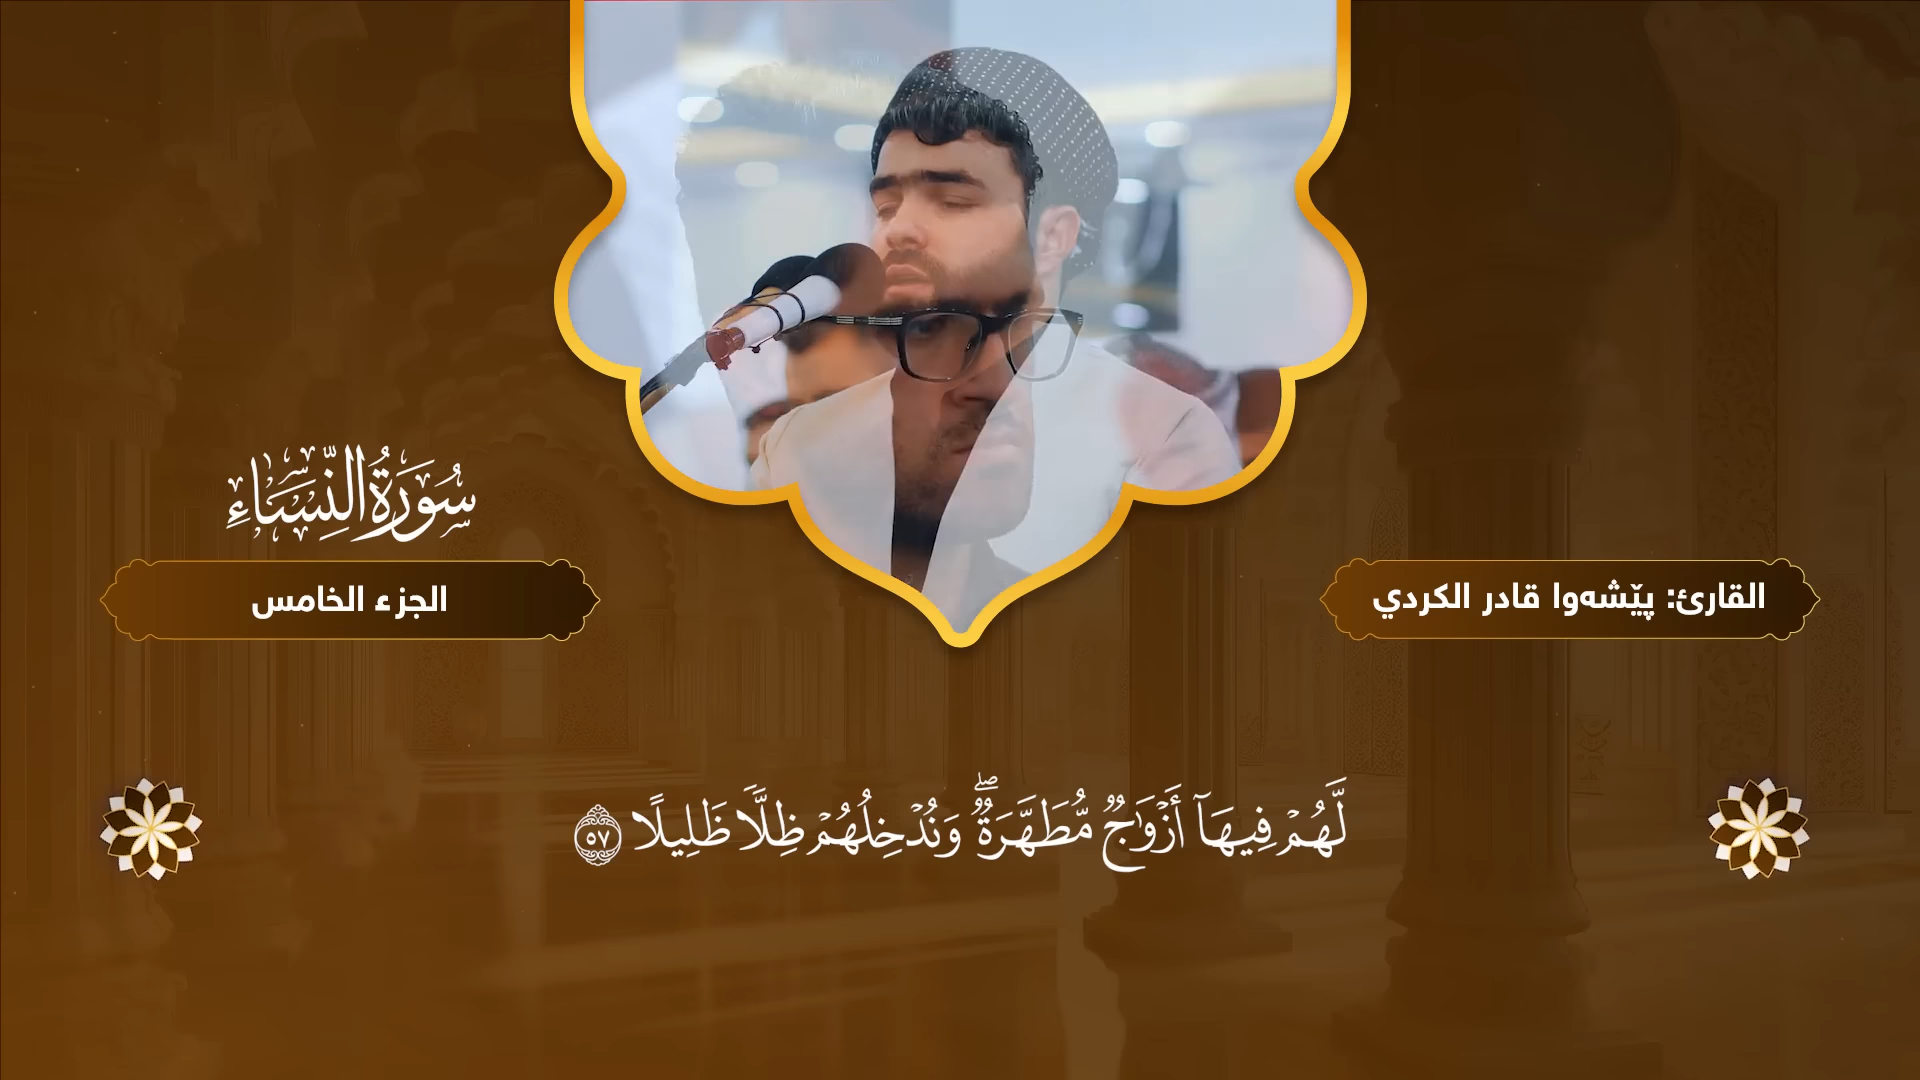 سُورَةُ النِّسَاءِ
الجزء الخامس
القارئ: پێشەوا قادر الكردي
لَّهُمْ فِيهَآ أَزْوَٰجٌ مُّطَهَّرَةٌ ۖ وَنُدْخِلُهُمْ ظِلًّا ظَلِيلًا ٥٧